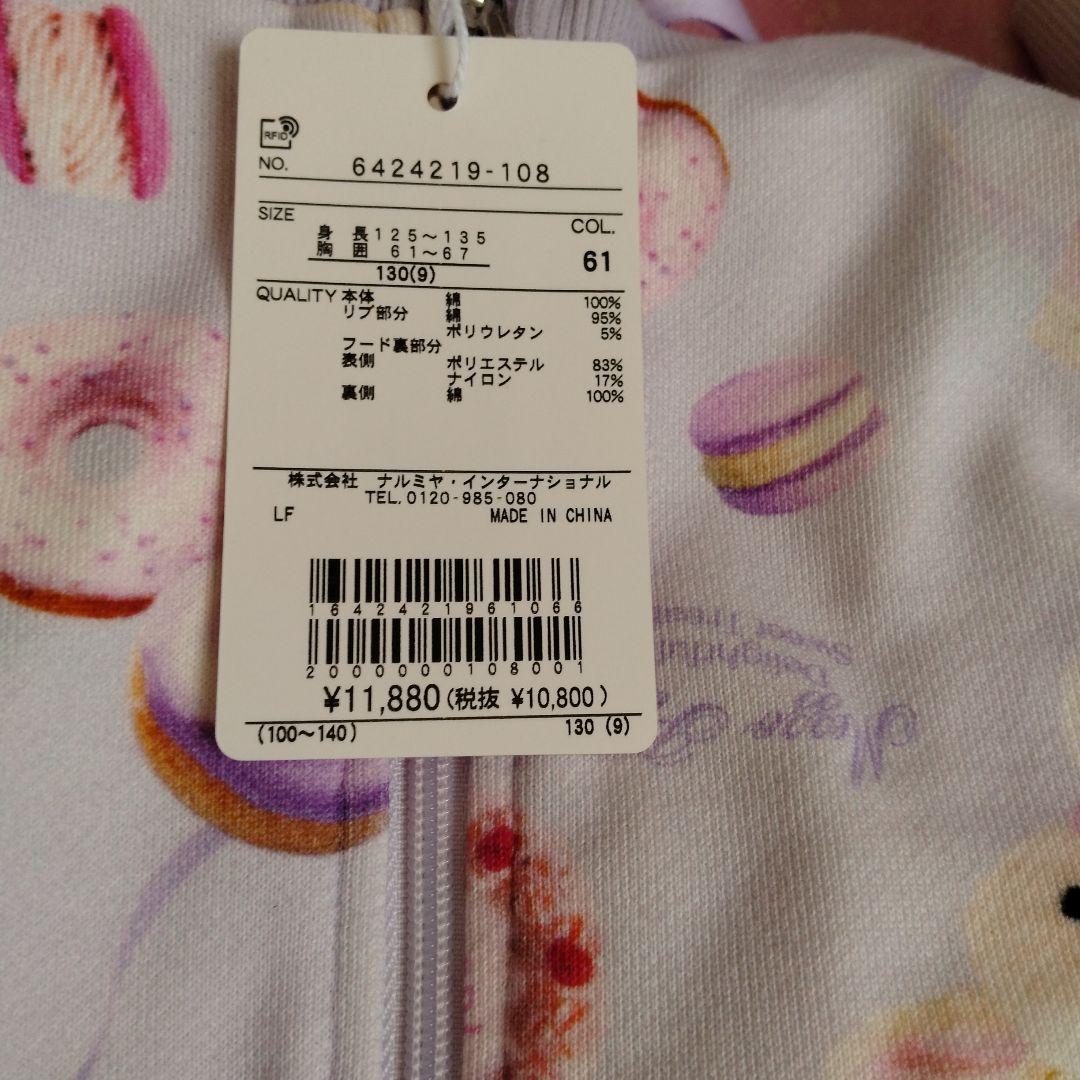 RFID
NO. 6424219-108
SIZE
COL.
身長 125～135
胸囲 61～67
61
130(9)
QUALITY 本体 綿 100%
リブ部分 綿 95%
ポリウレタン 5%
フード裏部分
表側 ポリエステル 83%
ナイロン 17%
裏側 綿 100%
株式会社 ナルミヤ・インターナショナル
TEL.0120-985-080
LF MADE IN CHINA
1642421961066
2000000108001
¥11,880(税抜 ¥10,800)
(100～140) 130 (9)
Delightful
Sweet